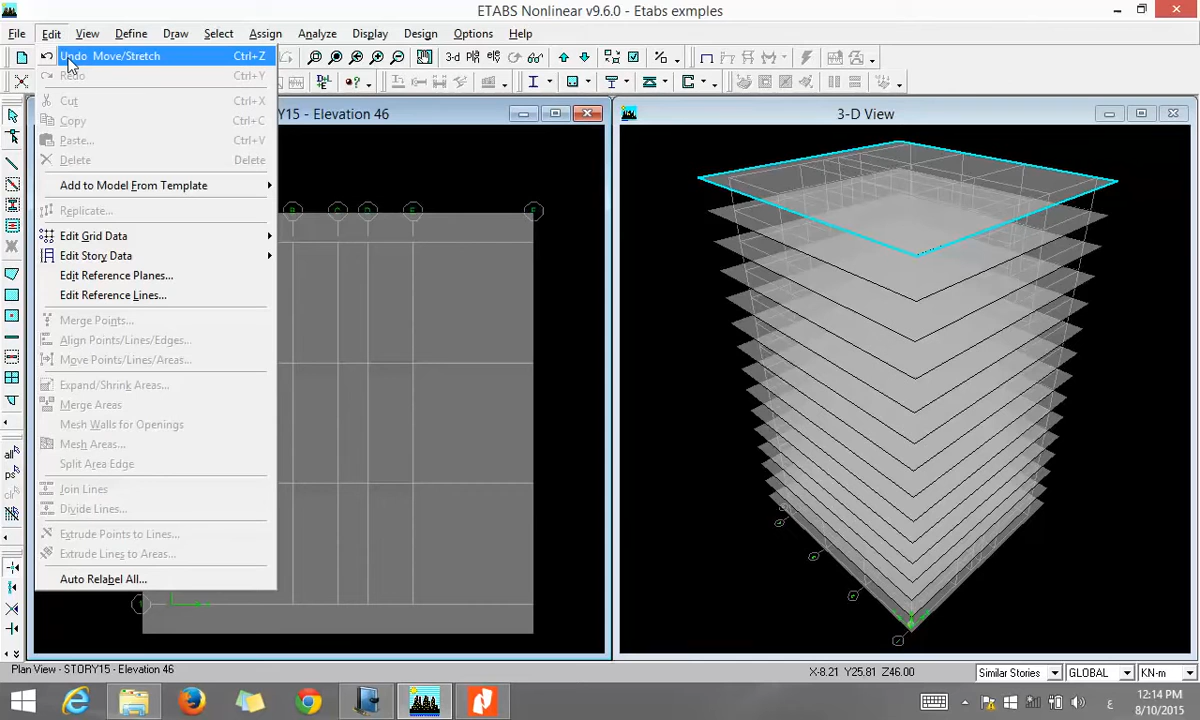 ETABS Nonlinear v9.6.0 - Etabs exmples
File Edit View Define Draw Select Assign Analyze Display Design Options Help
Undo Move/Stretch Ctrl+Z
Redo Ctrl+Y
Cut Ctrl+X
Copy Ctrl+C
Paste... Ctrl+V
Delete Delete
Add to Model From Template
Replicate...
Edit Grid Data
Edit Story Data
Edit Reference Planes...
Edit Reference Lines...
Merge Points...
Align Points/Lines/Edges...
Move Points/Lines/Areas...
Expand/Shrink Areas...
Merge Areas
Mesh Walls for Openings
Mesh Areas...
Split Area Edge
Join Lines
Divide Lines...
Extrude Points to Lines...
Extrude Lines to Areas...
Auto Relabel All...
3-d
all
ps
clr
Y15 - Elevation 46
B C D E F
3-D View
Plan View - STORY15 - Elevation 46
X-8.21 Y25.81 Z46.00
Similar Stories
GLOBAL
KN-m
ع
12:14 PM
8/10/2015